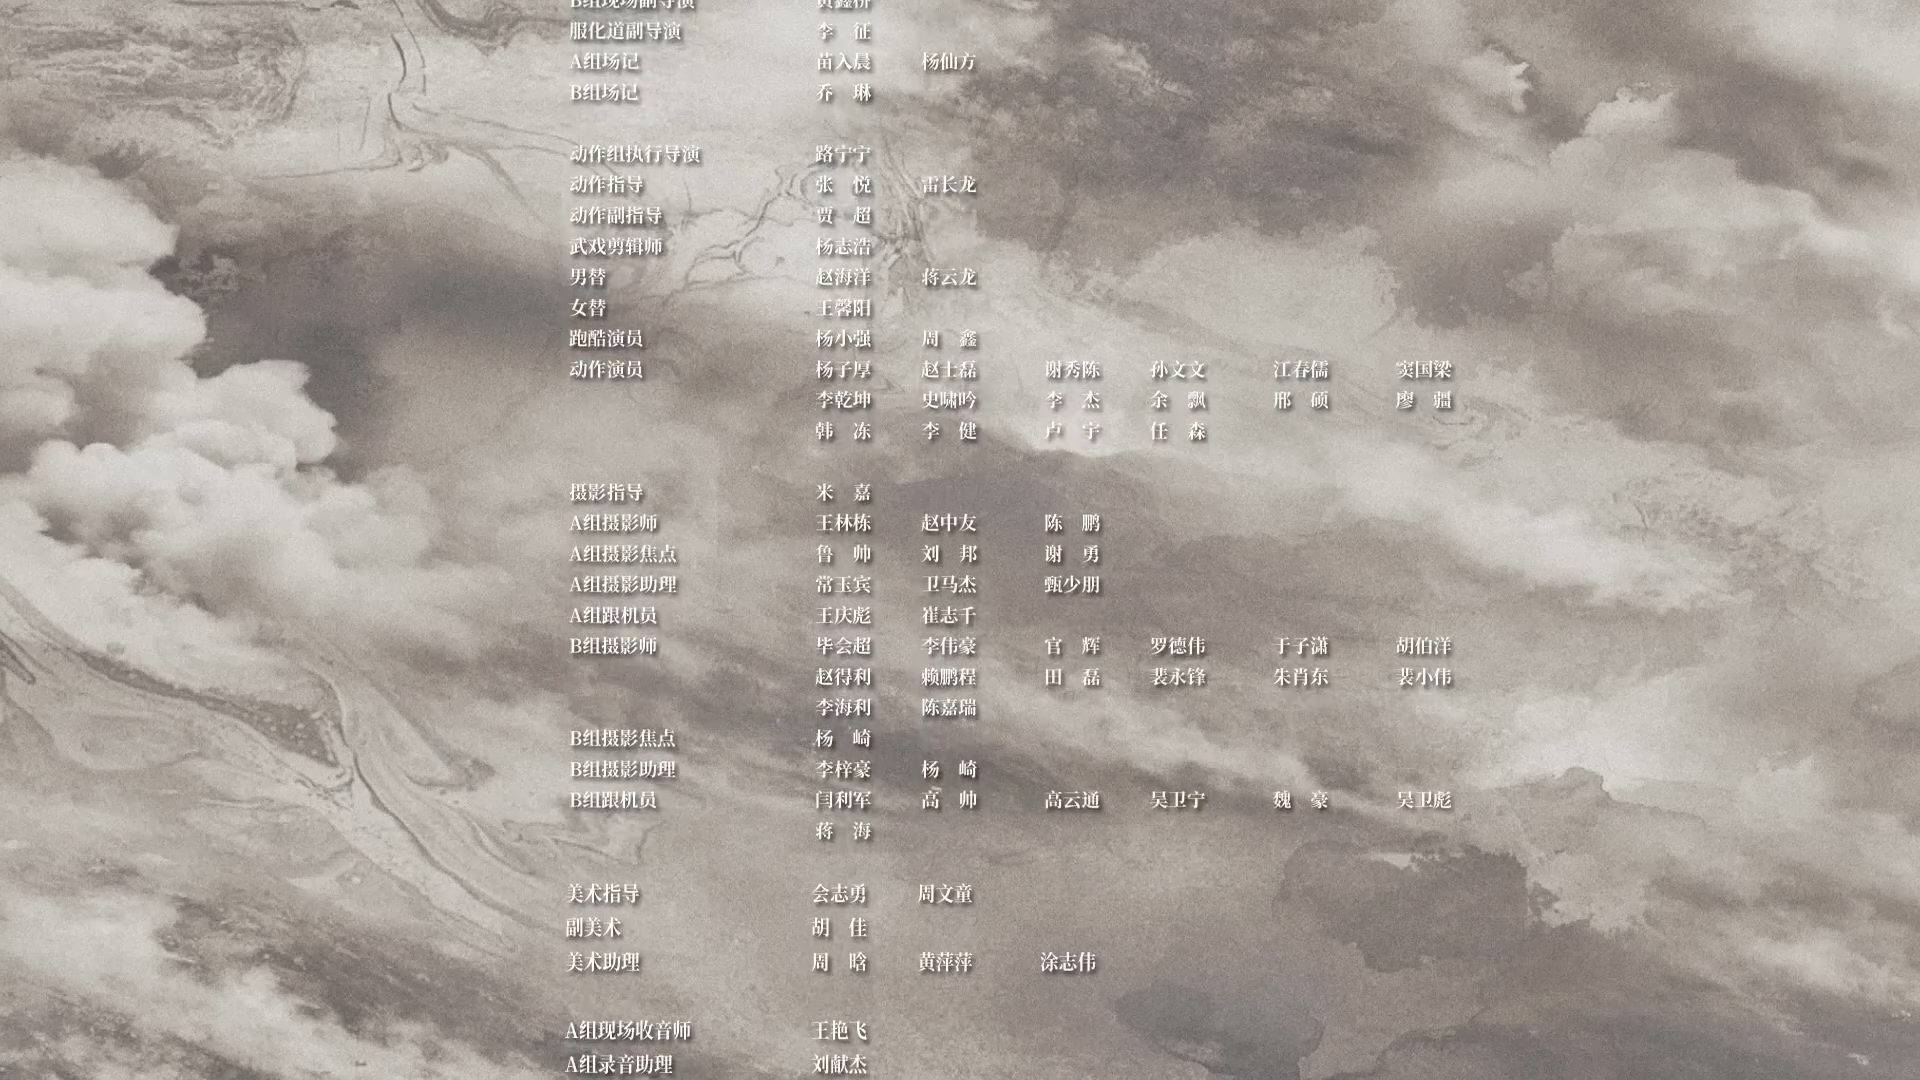 B组现场副导演 黄鑫桥
服化道副导演 李 征
A组场记 苗入晨 杨仙方
B组场记 乔 琳
动作组执行导演 路宁宁
动作指导 张 悦 雷长龙
动作副指导 贾 超
武戏剪辑师 杨志浩
男替 赵海洋 蒋云龙
女替 王馨阳
跑酷演员 杨小强 周 鑫
动作演员 杨子厚 赵士磊 谢秀陈 孙文文 江春儒 窦国梁
李乾坤 史啸吟 李 杰 余 飘 邢 硕 廖 疆
韩 冻 李 健 卢 宇 任 森
摄影指导 米 嘉
A组摄影师 王林栋 赵中友 陈 鹏
A组摄影焦点 鲁 帅 刘 邦 谢 勇
A组摄影助理 常玉宾 卫马杰 甄少朋
A组跟机员 王庆彪 崔志千
B组摄影师 毕会超 李伟豪 官 辉 罗德伟 于子潇 胡伯洋
赵得利 赖鹏程 田 磊 裴永锋 朱肖东 裴小伟
李海利 陈嘉瑞
B组摄影焦点 杨 崎
B组摄影助理 李梓豪 杨 崎
B组跟机员 闫利军 高 帅 高云通 吴卫宁 魏 豪 吴卫彪
蒋 海
美术指导 会志勇 周文童
副美术 胡 佳
美术助理 周 晗 黄萍萍 涂志伟
A组现场收音师 王艳飞
A组录音助理 刘献杰